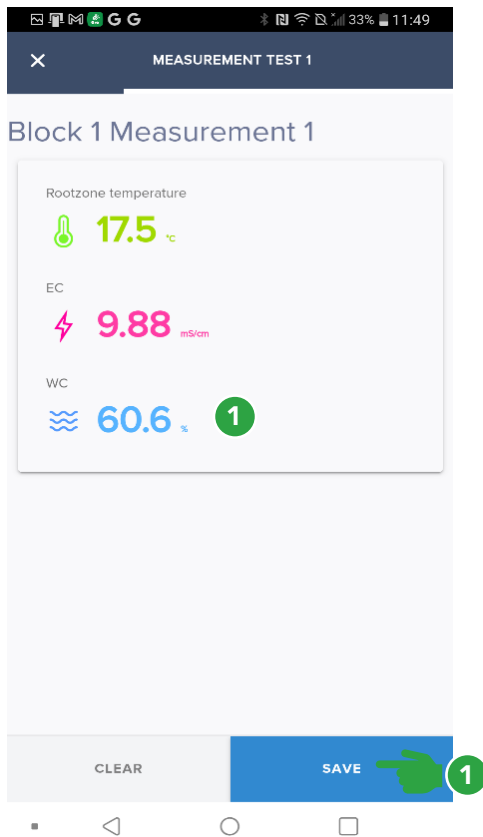 G G 33% 11:49
MEASUREMENT TEST 1
Block 1 Measurement 1
Rootzone temperature
17.5 °C
EC
9.88 mS/cm
WC
60.6 % 1
CLEAR SAVE 1